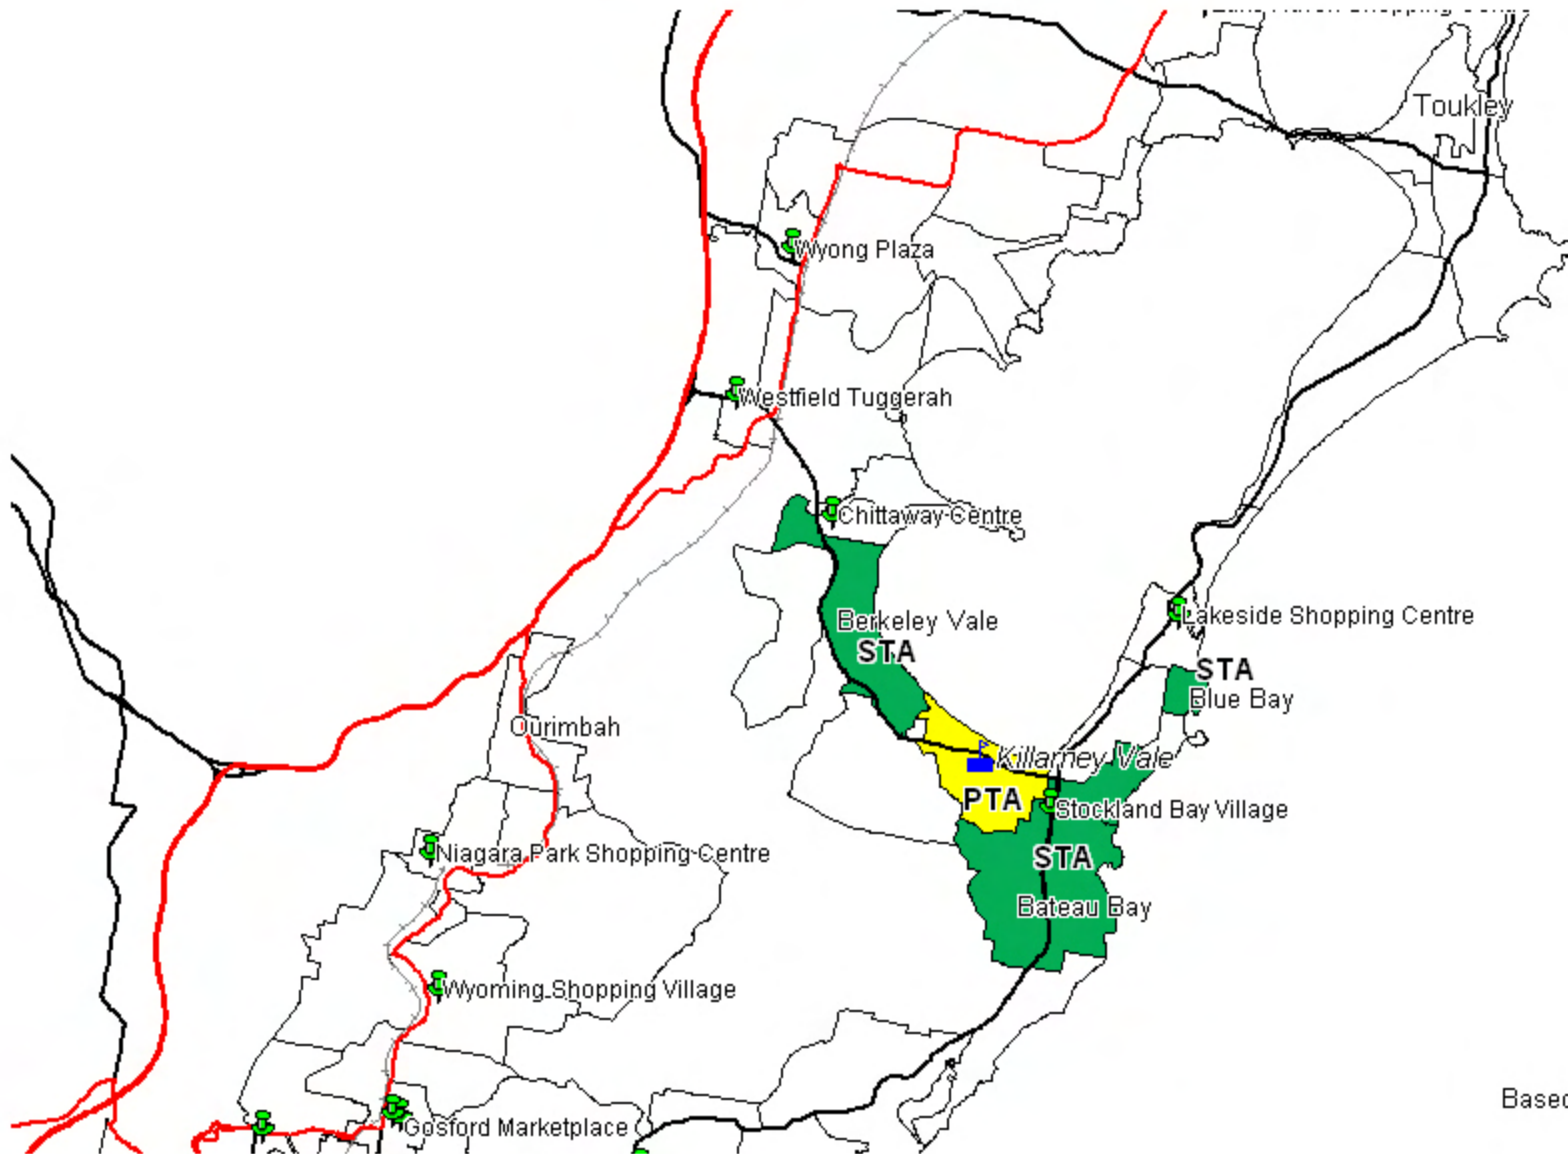 Toukley
Wyong Plaza
Westfield Tuggerah
Chittaway Centre
Berkeley Vale
STA
Lakeside Shopping Centre
STA
Blue Bay
Ourimbah
Killarney Vale
PTA
Stockland Bay Village
Niagara Park Shopping Centre
STA
Bateau Bay
Wyoming Shopping Village
Based
Gosford Marketplace